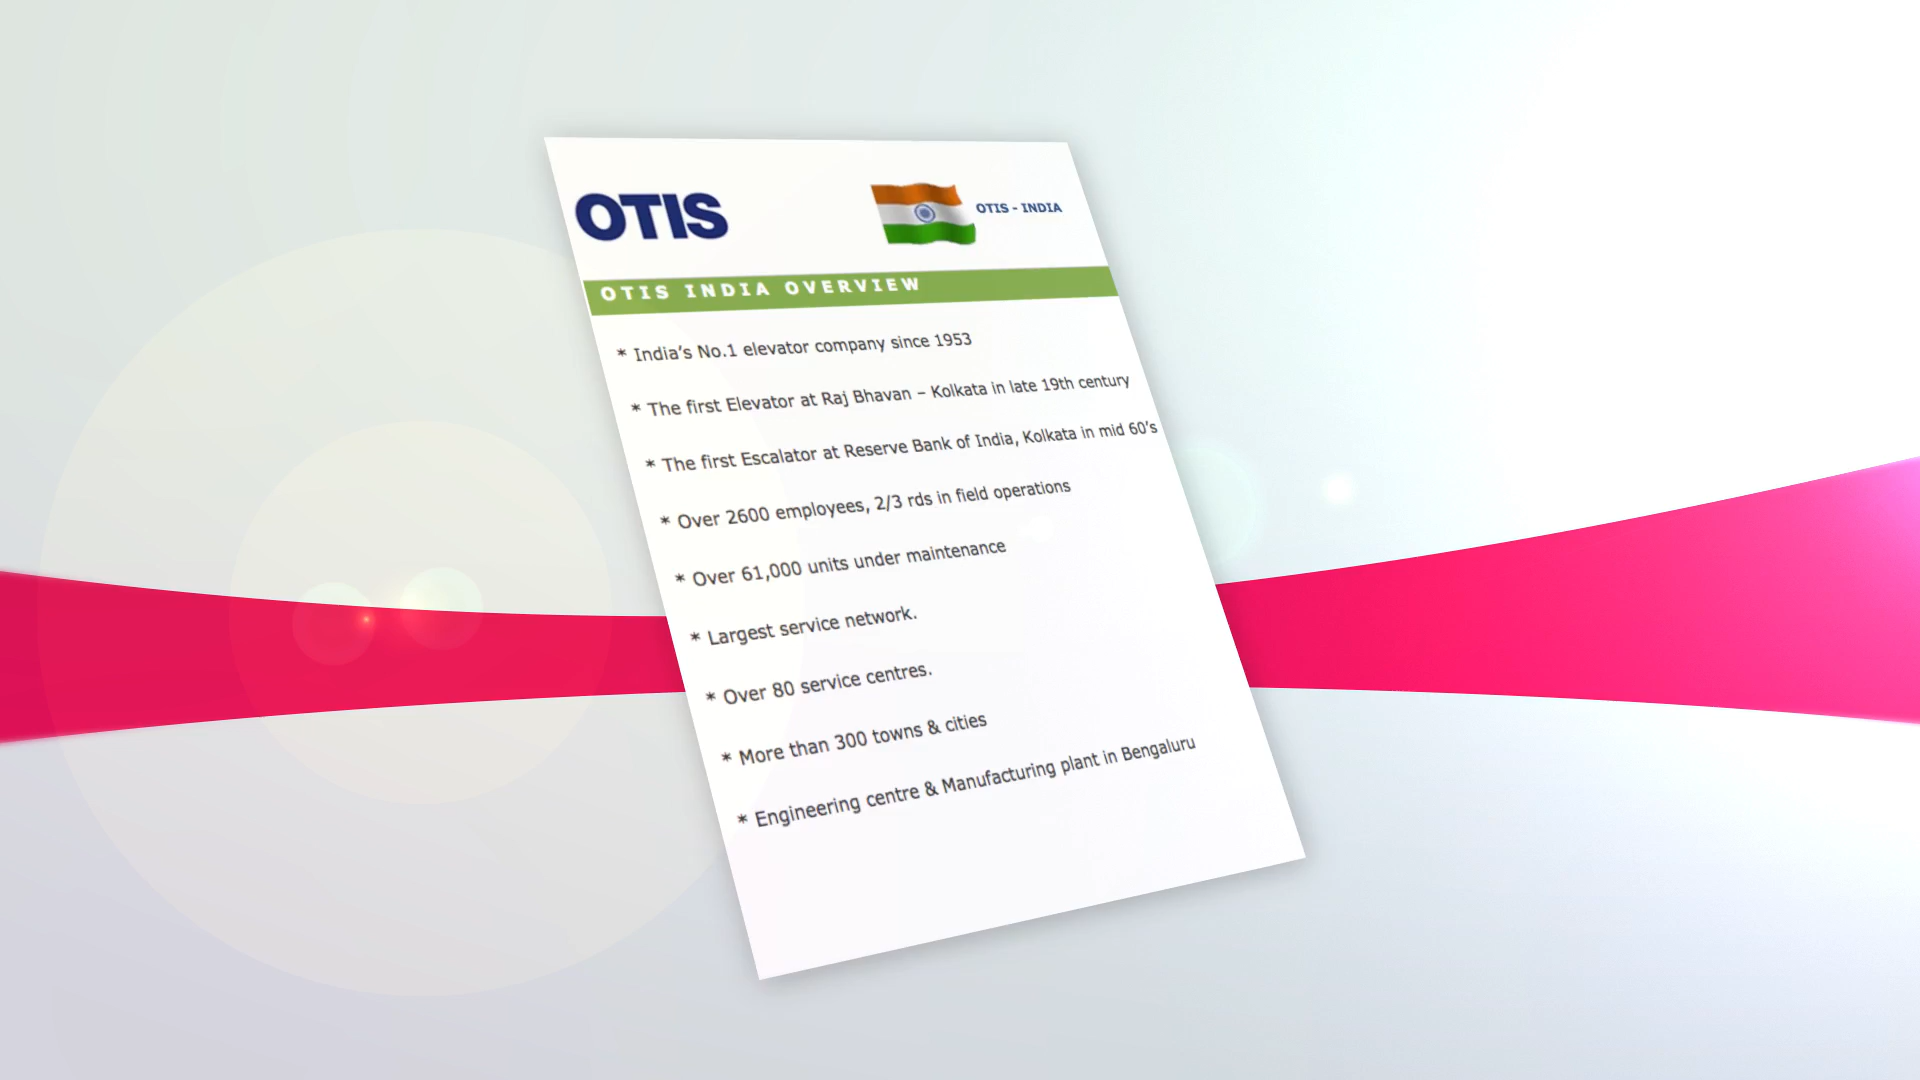 OTIS
OTIS - INDIA
OTIS INDIA OVERVIEW
* India's No.1 elevator company since 1953
* The first Elevator at Raj Bhavan – Kolkata in late 19th century
* The first Escalator at Reserve Bank of India, Kolkata in mid 60's
* Over 2600 employees, 2/3 rds in field operations
* Over 61,000 units under maintenance
* Largest service network.
* Over 80 service centres.
* More than 300 towns & cities
* Engineering centre & Manufacturing plant in Bengaluru